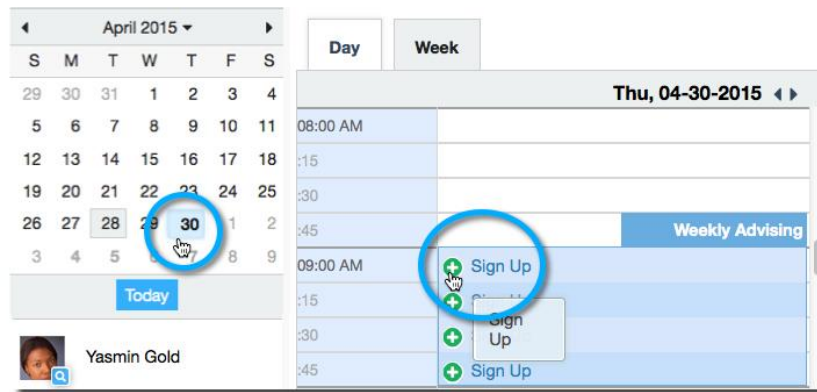 April 2015
S M T W T F S
29 30 31 1 2 3 4
5 6 7 8 9 10 11
12 13 14 15 16 17 18
19 20 21 22 23 24 25
26 27 28 29 30 1 2
3 4 5 7 8 9
Today
Yasmin Gold
Day Week
Thu, 04-30-2015
08:00 AM
:15
:30
:45 Weekly Advising
09:00 AM Sign Up
:15
Sign
:30 Up
:45 Sign Up